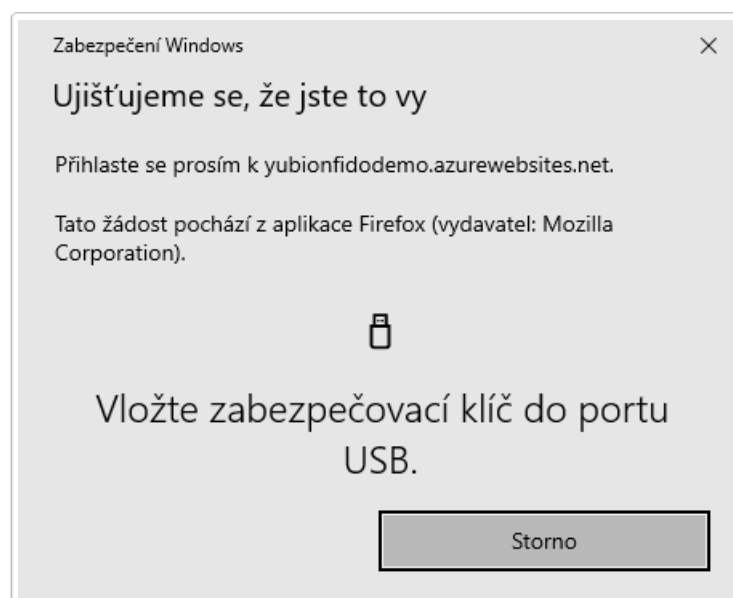 Zabezpečení Windows
Ujišťujeme se, že jste to vy
Přihlaste se prosím k yubionfidodemo.azurewebsites.net.
Tato žádost pochází z aplikace Firefox (vydavatel: Mozilla
Corporation).
Vložte zabezpečovací klíč do portu
USB.
Storno